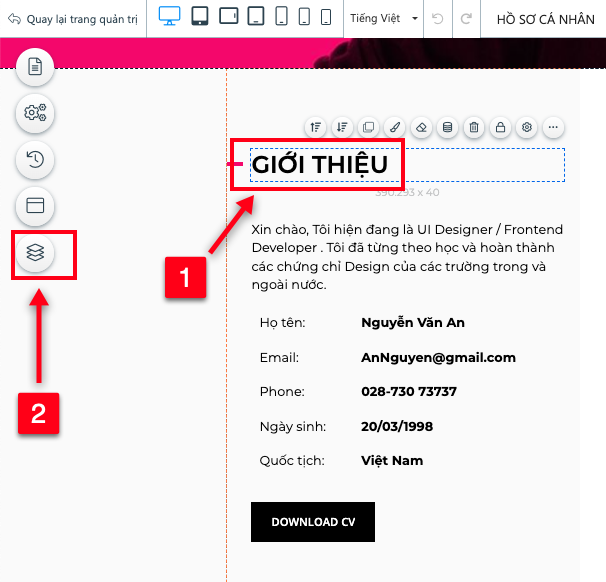 Quay lại trang quản trị
Tiếng Việt
HỒ SƠ CÁ NHÂN
GIỚI THIỆU
390.293 x 40
1
Xin chào, Tôi hiện đang là UI Designer / Frontend
Developer . Tôi đã từng theo học và hoàn thành
các chứng chỉ Design của các trường trong và
ngoài nước.
Họ tên: Nguyễn Văn An
Email: AnNguyen@gmail.com
Phone: 028-730 73737
2
Ngày sinh: 20/03/1998
Quốc tịch: Việt Nam
DOWNLOAD CV